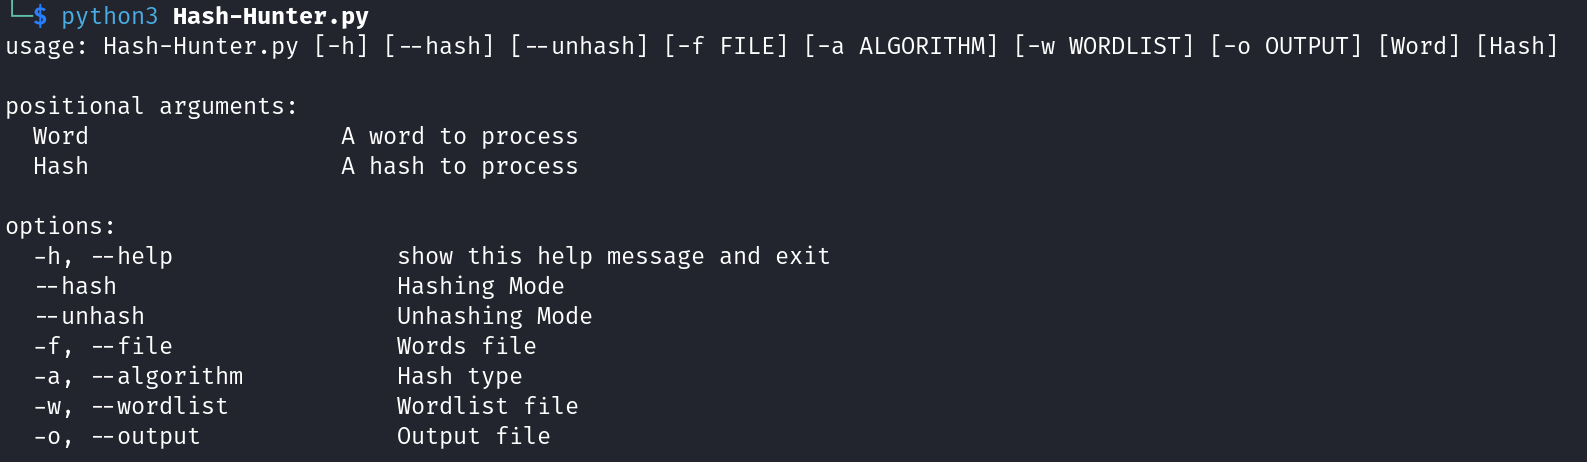 └─$ python3 Hash-Hunter.py
usage: Hash-Hunter.py [-h] [--hash] [--unhash] [-f FILE] [-a ALGORITHM] [-w WORDLIST] [-o OUTPUT] [Word] [Hash]
positional arguments:
Word A word to process
Hash A hash to process
options:
-h, --help show this help message and exit
--hash Hashing Mode
--unhash Unhashing Mode
-f, --file Words file
-a, --algorithm Hash type
-w, --wordlist Wordlist file
-o, --output Output file